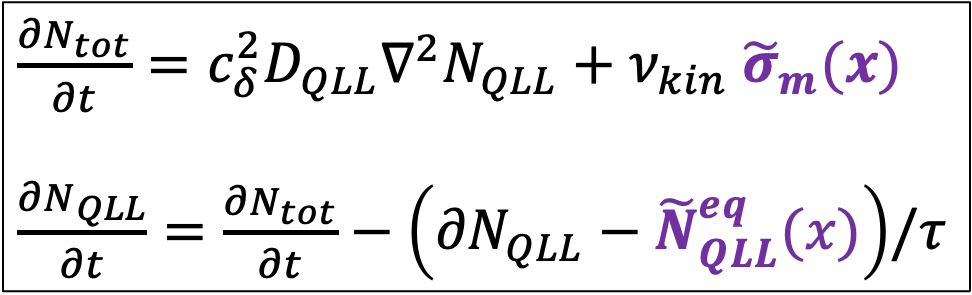 ∂N_tot/∂t = c_δ^2 D_QLL ∇^2 N_QLL + ν_kin σ̃_m(x)
∂N_QLL/∂t = ∂N_tot/∂t − (∂N_QLL − Ñ_QLL^eq(x))/τ